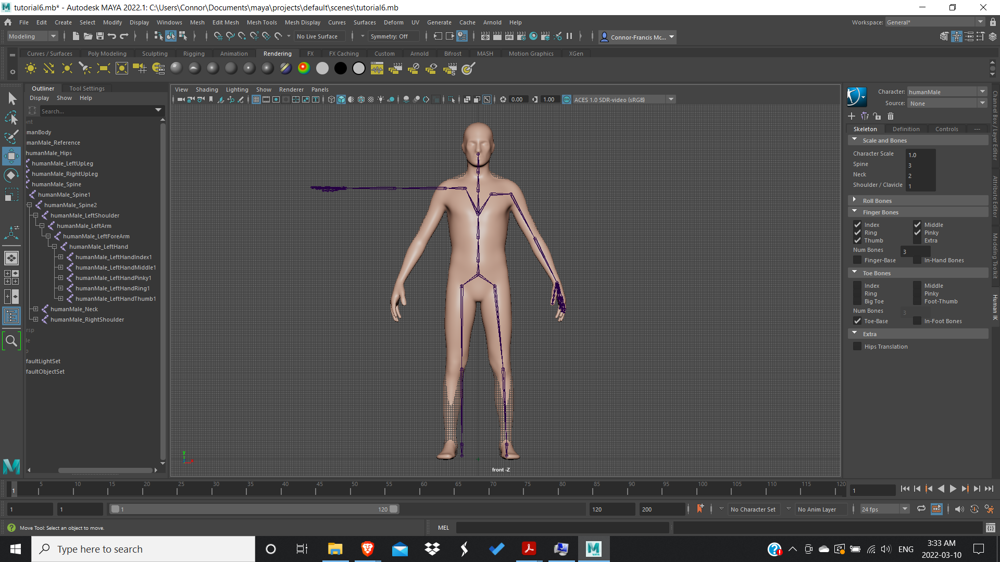 tutorial6.mb* - Autodesk MAYA 2022.1: C:\Users\Connor\Documents\maya\projects\default\scenes\tutorial6.mb
File Edit Create Select Modify Display Windows Mesh Edit Mesh Mesh Tools Mesh Display Curves Surfaces Deform UV Generate Cache Arnold Help
Workspace: General*
Modeling
No Live Surface
Symmetry: Off
IPR
Connor-Francis Mc...
Curves / Surfaces Poly Modeling Sculpting Rigging Animation Rendering FX FX Caching Custom Arnold Bifrost MASH Motion Graphics XGen
Outliner Tool Settings
Display Show Help
Search...
nt
manBody
manMale_Reference
humanMale_Hips
humanMale_LeftUpLeg
humanMale_RightUpLeg
humanMale_Spine
humanMale_Spine1
humanMale_Spine2
humanMale_LeftShoulder
humanMale_LeftArm
humanMale_LeftForeArm
humanMale_LeftHand
humanMale_LeftHandIndex1
humanMale_LeftHandMiddle1
humanMale_LeftHandPinky1
humanMale_LeftHandRing1
humanMale_LeftHandThumb1
humanMale_Neck
humanMale_RightShoulder
rsp
le
faultLightSet
faultObjectSet
View Shading Lighting Show Renderer Panels
0.00
1.00
ON
ACES 1.0 SDR-video (sRGB)
y
front -Z
Character: humanMale
Source: None
Skeleton Definition Controls ---
Scale and Bones
Character Scale 1.0
Spine 3
Neck 2
Shoulder / Clavicle 1
Roll Bones
Finger Bones
Index Middle
Ring Pinky
Thumb Extra
Num Bones 3
Finger-Base In-Hand Bones
Toe Bones
Index Middle
Ring Pinky
Big Toe Foot-Thumb
Num Bones 3
Toe-Base In-Foot Bones
Extra
Hips Translation
Channel Box / Layer Editor
Attribute Editor
Modeling Toolkit
Human IK
1 5 10 15 20 25 30 35 40 45 50 55 60 65 70 75 80 85 90 95 100 105 110 115 120
1
1 1 1 120 120 200
No Character Set
No Anim Layer
24 fps
Move Tool: Select an object to move.
MEL
Type here to search
MAYA
ENG
3:33 AM
2022-03-10